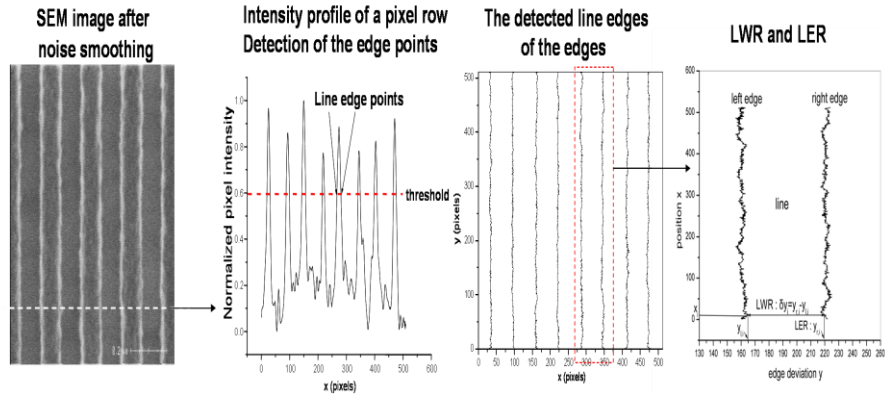 SEM image after
noise smoothing
0.2
Intensity profile of a pixel row
Detection of the edge points
Line edge points
threshold
Normalized pixel intensity
1.0
0.8
0.6
0.4
0.2
0.0
0 100 200 300 400 500 600
x (pixels)
The detected line edges
of the edges
y (pixels)
500
400
300
200
100
0
0 50 100 150 200 250 300 350 400 450 500
x (pixels)
LWR and LER
left edge
right edge
line
position x
600
500
400
300
200
100
0
x
LER :
130 140 150 160 170 180 190 200 210 220 230 240 250 260
edge deviation y